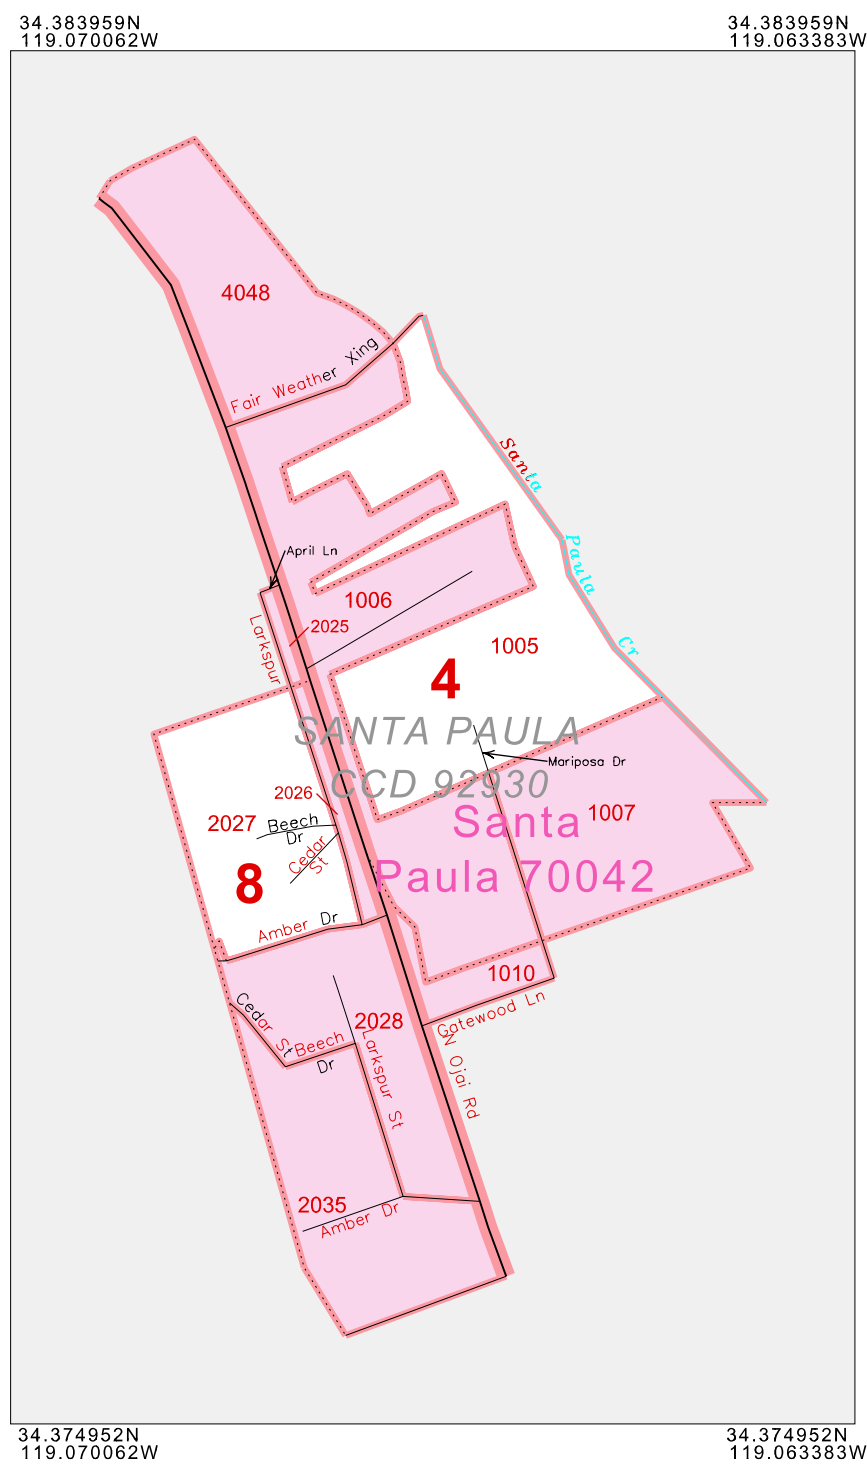 34.383959N
119.070062W
34.383959N
119.063383W
4048
Fair Weather Xing
Santa
Paula
Cr
April Ln
1006
Larkspur
2025
1005
4
SANTA PAULA
CCD 92930
Mariposa Dr
2026
2027
Beech
Dr
Cedar
St
1007
Santa
Paula 70042
8
Amber Dr
1010
Gatewood Ln
Cedar St
2028
Beech
Dr
Larkspur St
N Ojai Rd
2035
Amber Dr
34.374952N
119.070062W
34.374952N
119.063383W